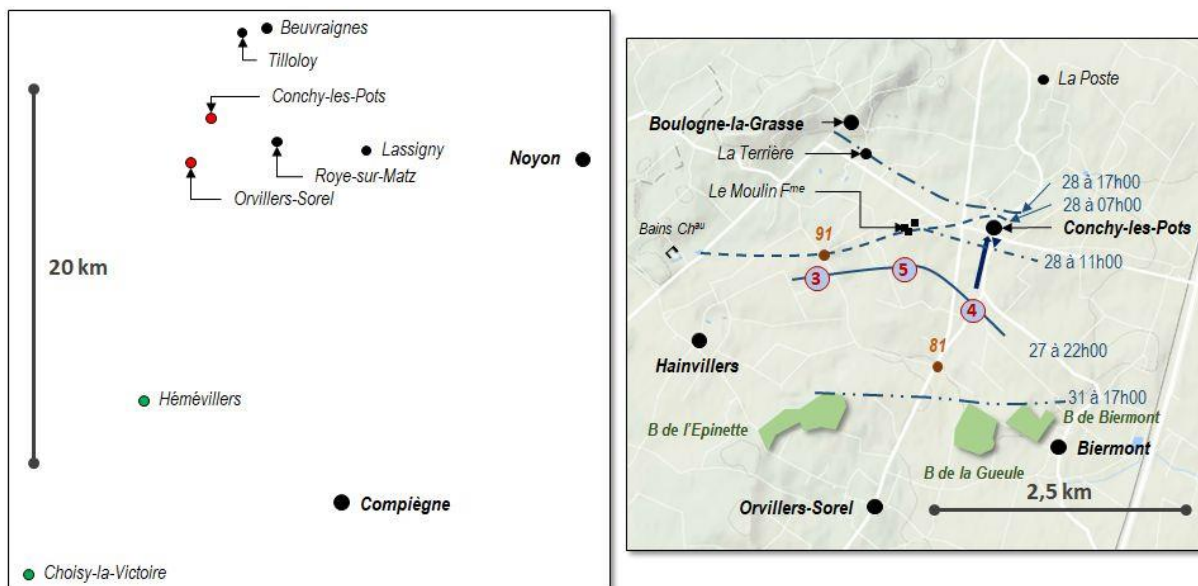 Beuvraignes
Tilloloy
Conchy-les-Pots
Lassigny
Noyon
Roye-sur-Matz
Orvillers-Sorel
20 km
Hémévillers
Compiègne
Choisy-la-Victoire
La Poste
Boulogne-la-Grasse
La Terrière
28 à 17h00
Le Moulin Fme
28 à 07h00
Bains Chau
91
Conchy-les-Pots
28 à 11h00
3
5
4
Hainvillers
81
27 à 22h00
31 à 17h00
B de l'Epinette
B de Biermont
Biermont
B de la Gueule
2,5 km
Orvillers-Sorel